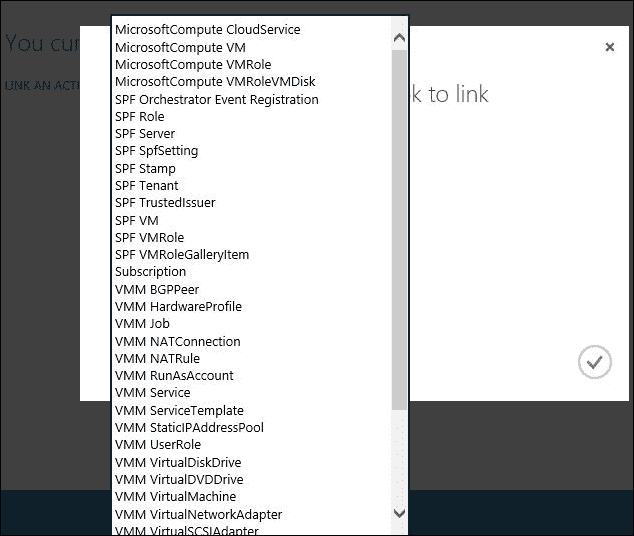 MicrosoftCompute CloudService
MicrosoftCompute VM
MicrosoftCompute VMRole
MicrosoftCompute VMRoleVMDisk
SPF Orchestrator Event Registration
SPF Role
SPF Server
SPF SpfSetting
SPF Stamp
SPF Tenant
SPF TrustedIssuer
SPF VM
SPF VMRole
SPF VMRoleGalleryItem
Subscription
VMM BGPPeer
VMM HardwareProfile
VMM Job
VMM NATConnection
VMM NATRule
VMM RunAsAccount
VMM Service
VMM ServiceTemplate
VMM StaticIPAddressPool
VMM UserRole
VMM VirtualDiskDrive
VMM VirtualDVDDrive
VMM VirtualMachine
VMM VirtualNetworkAdapter
VMM VirtualSCSIAdapter
You
LINK AN
to link